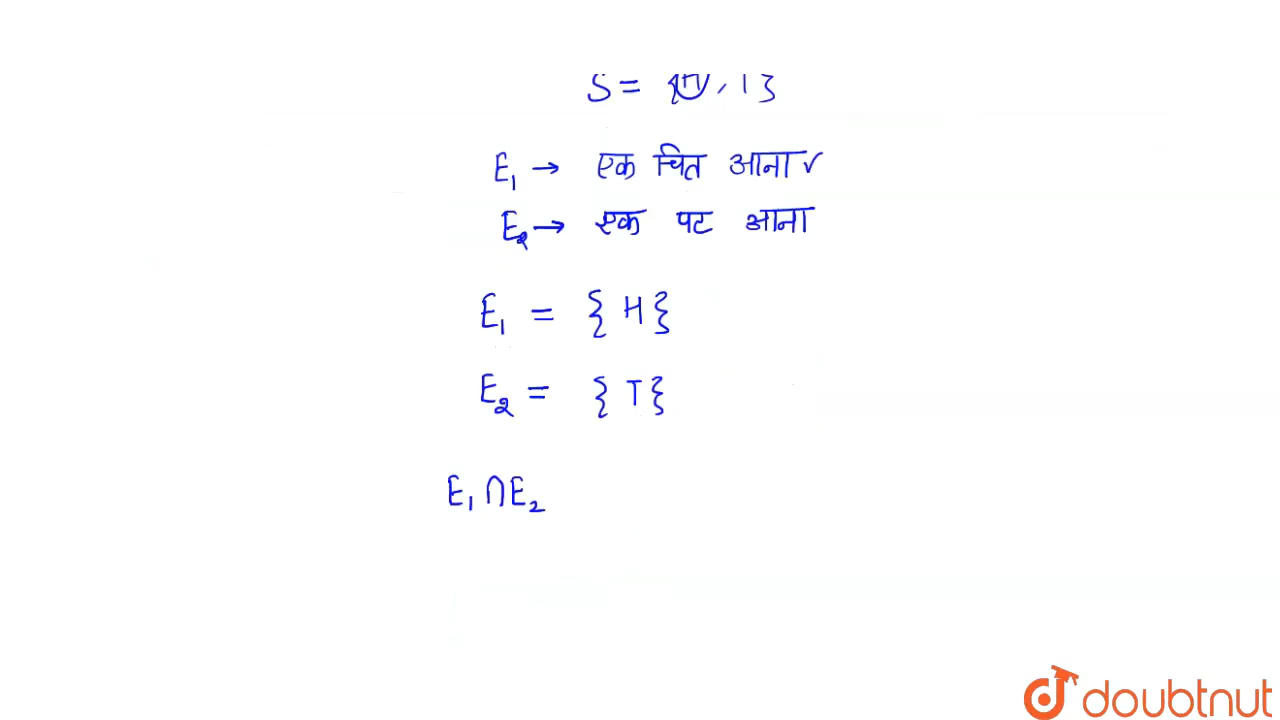 S = {H, T}
E1 → एक चित आना ✓
E2 → एक पट आना
E1 = { H }
E2 = { T }
E1 ∩ E2
doubtnut